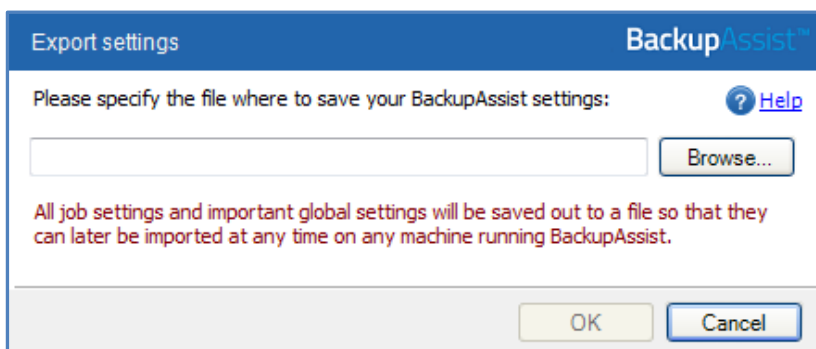 Export settings
BackupAssist™
Please specify the file where to save your BackupAssist settings:
Help
Browse...
All job settings and important global settings will be saved out to a file so that they
can later be imported at any time on any machine running BackupAssist.
OK
Cancel